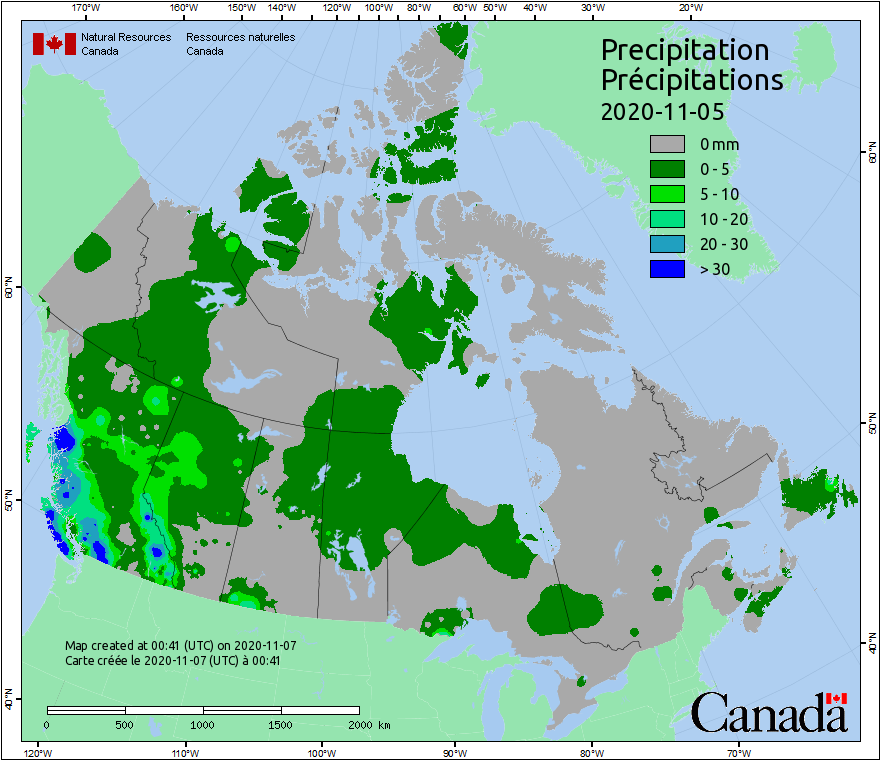 170°W 160°W 150°W 140°W 120°W 100°W 80°W 60°W 50°W 40°W 30°W 20°W
Natural Resources Ressources naturelles
Canada Canada
Precipitation
Précipitations
2020-11-05
0 mm
0 - 5
5 - 10
10 - 20
20 - 30
> 30
60°N
60°N
50°N
50°N
40°N
40°N
Map created at 00:41 (UTC) on 2020-11-07
Carte créée le 2020-11-07 (UTC) à 00:41
0 500 1000 1500 2000 km
Canada
120°W 110°W 100°W 90°W 80°W 70°W